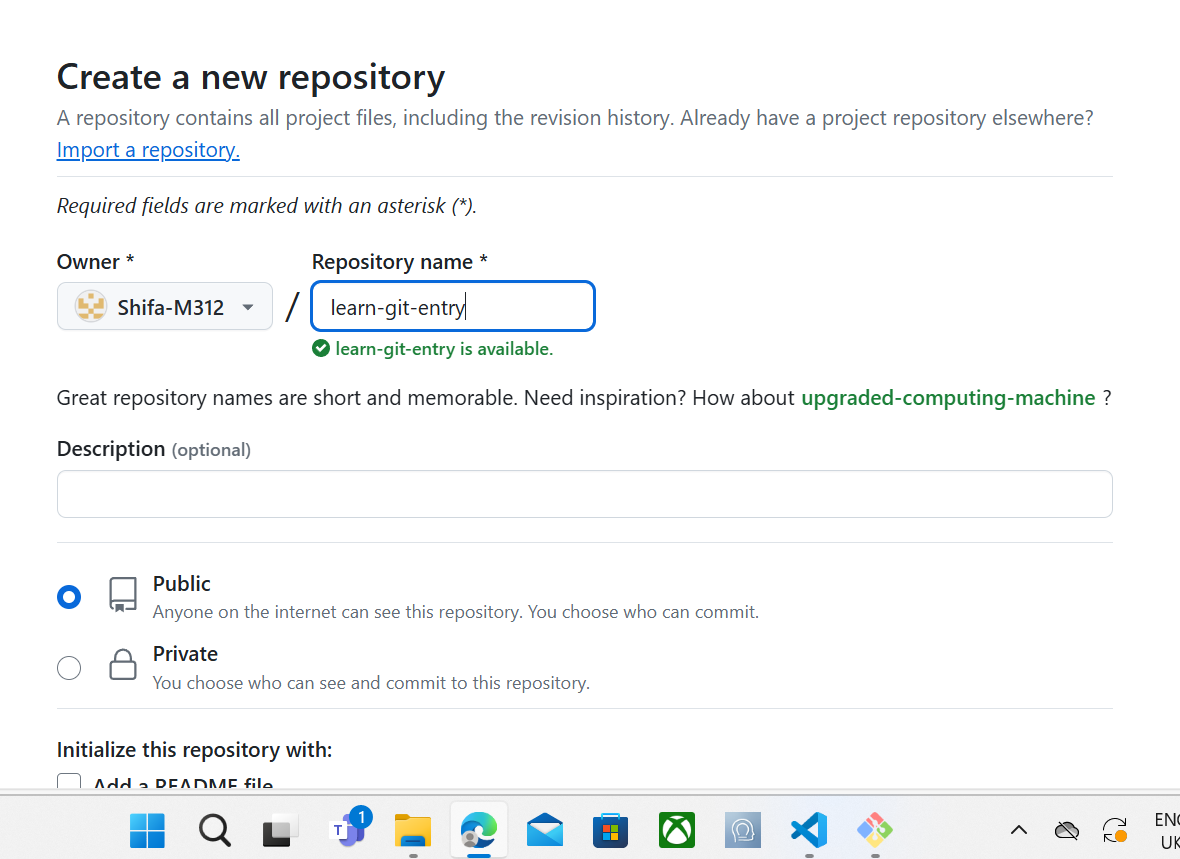 Create a new repository
A repository contains all project files, including the revision history. Already have a project repository elsewhere?
Import a repository.
Required fields are marked with an asterisk (*).
Owner * Repository name *
Shifa-M312 / learn-git-entry
learn-git-entry is available.
Great repository names are short and memorable. Need inspiration? How about upgraded-computing-machine ?
Description (optional)
Public
Anyone on the internet can see this repository. You choose who can commit.
Private
You choose who can see and commit to this repository.
Initialize this repository with:
Add a README file
1
T
ENG
UK